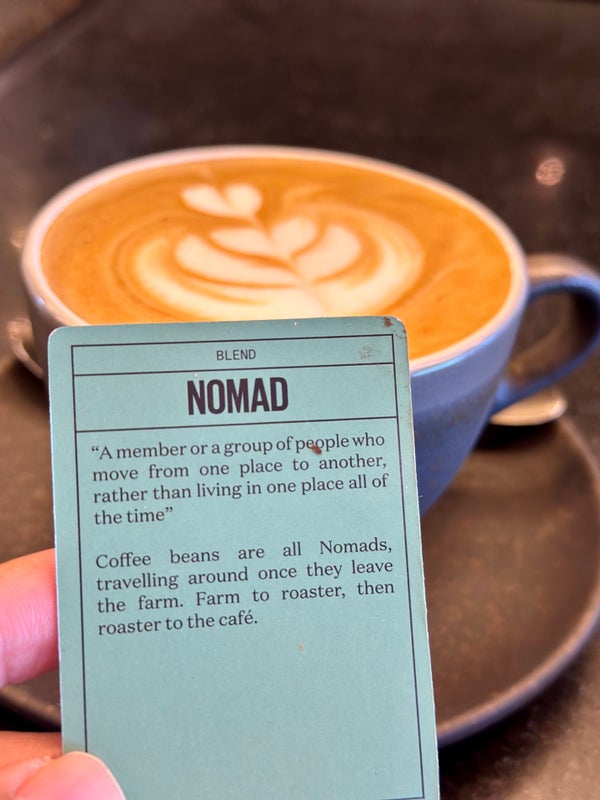 BLEND
NOMAD
“A member or a group of people who
move from one place to another,
rather than living in one place all of
the time”
Coffee beans are all Nomads,
travelling around once they leave
the farm. Farm to roaster, then
roaster to the café.